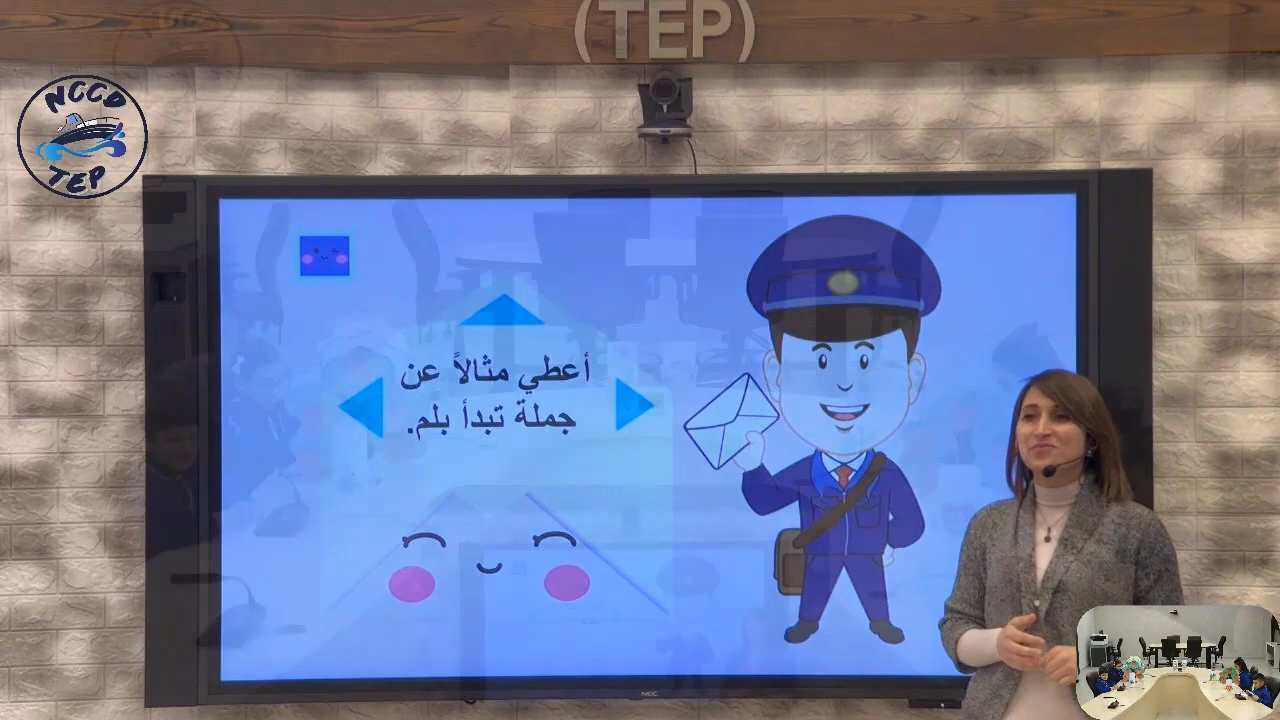 (TEP)
NCCD
TEP
أعطي مثالاً عن
جملة تبدأ بلم.
NEC